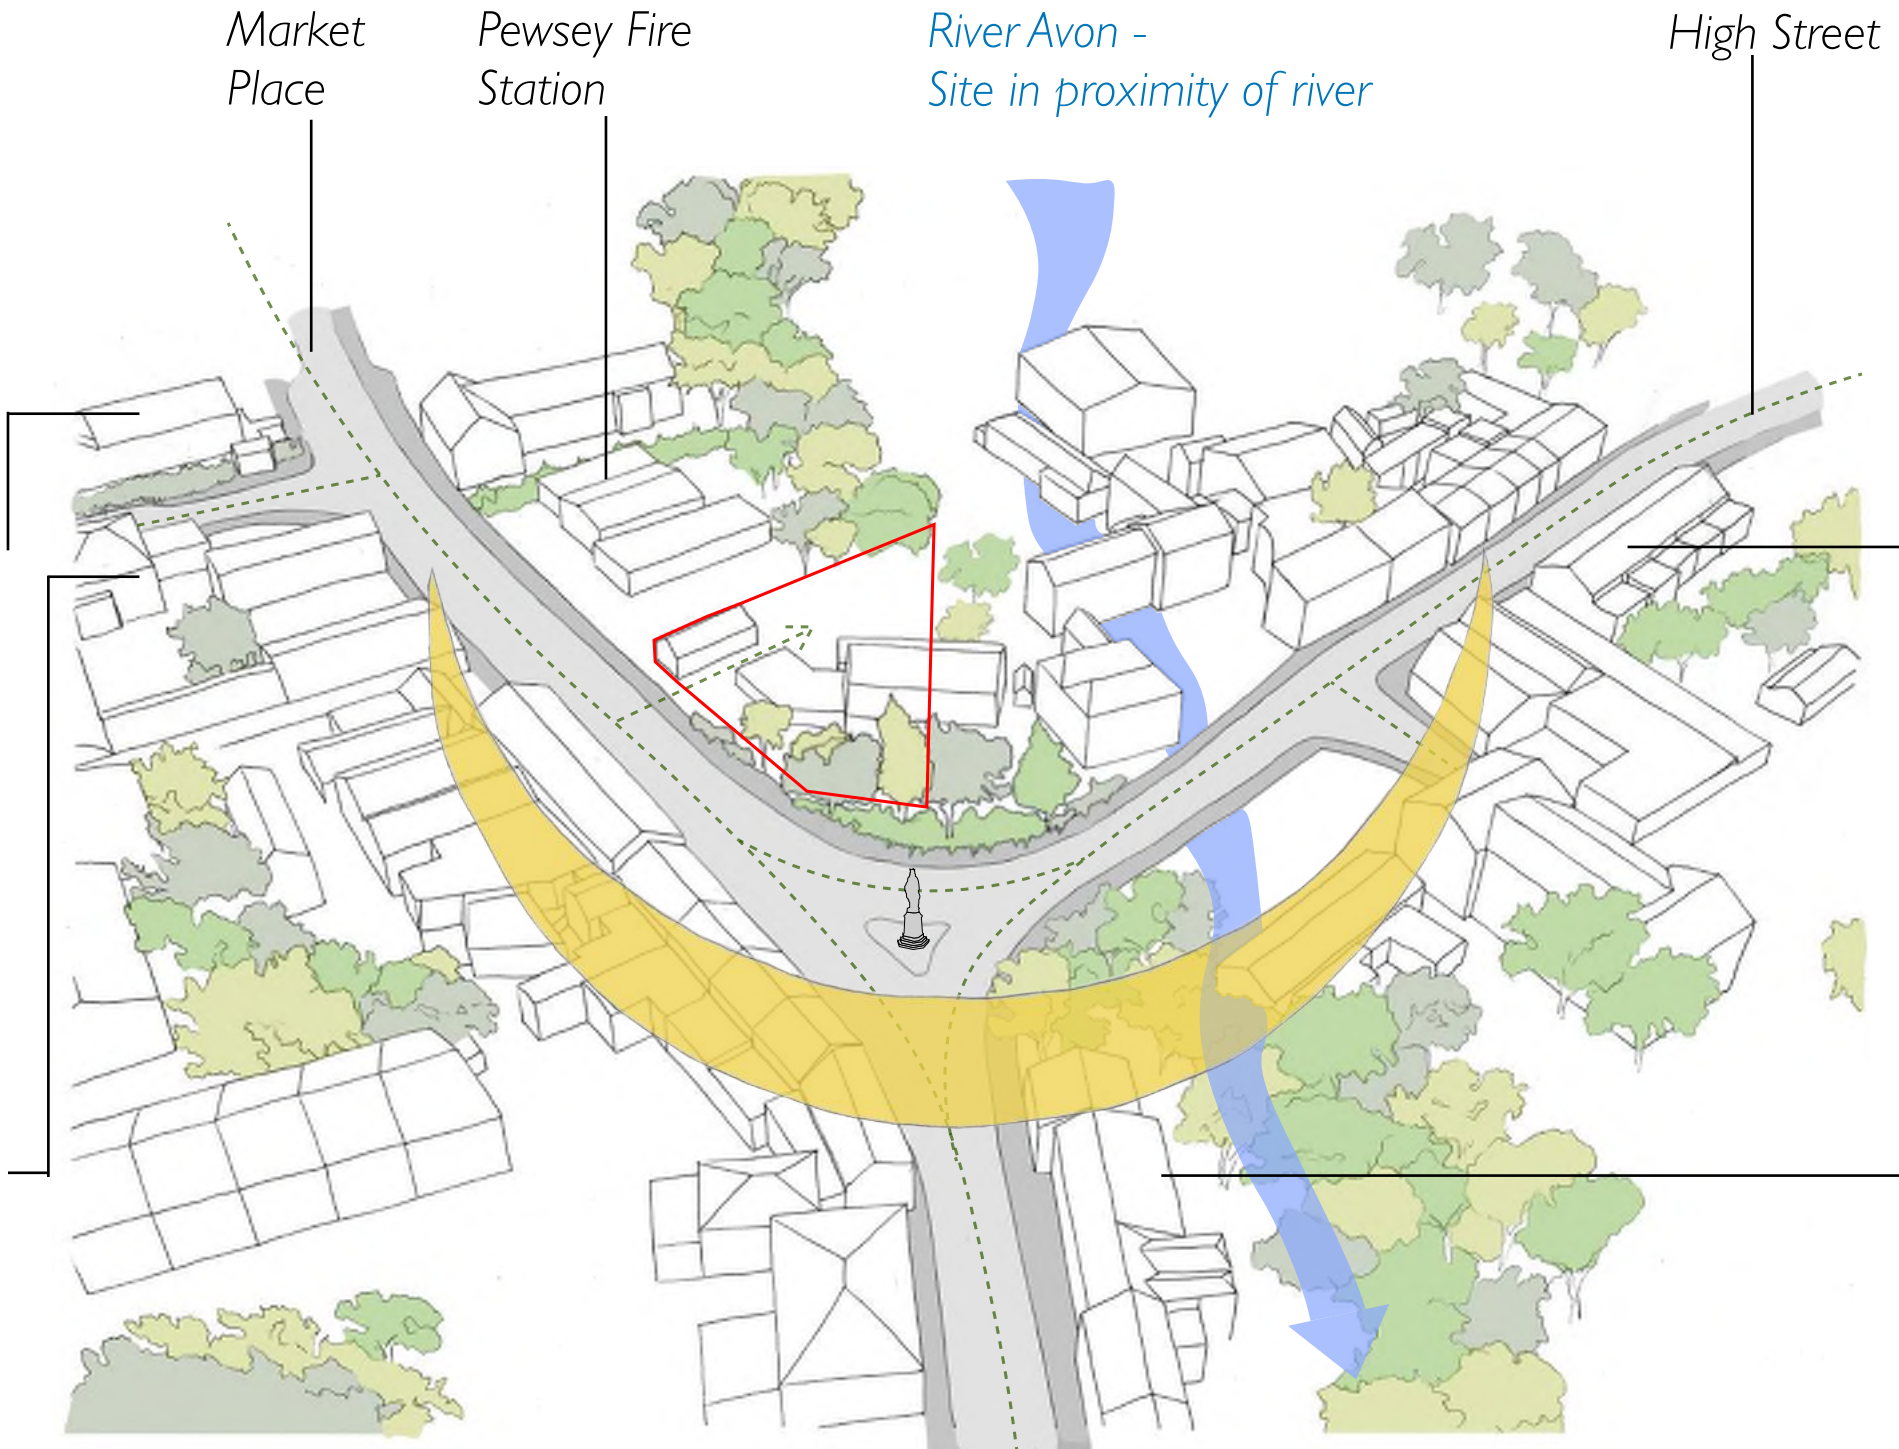 Market
Place
Pewsey Fire
Station
River Avon -
Site in proximity of river
High Street